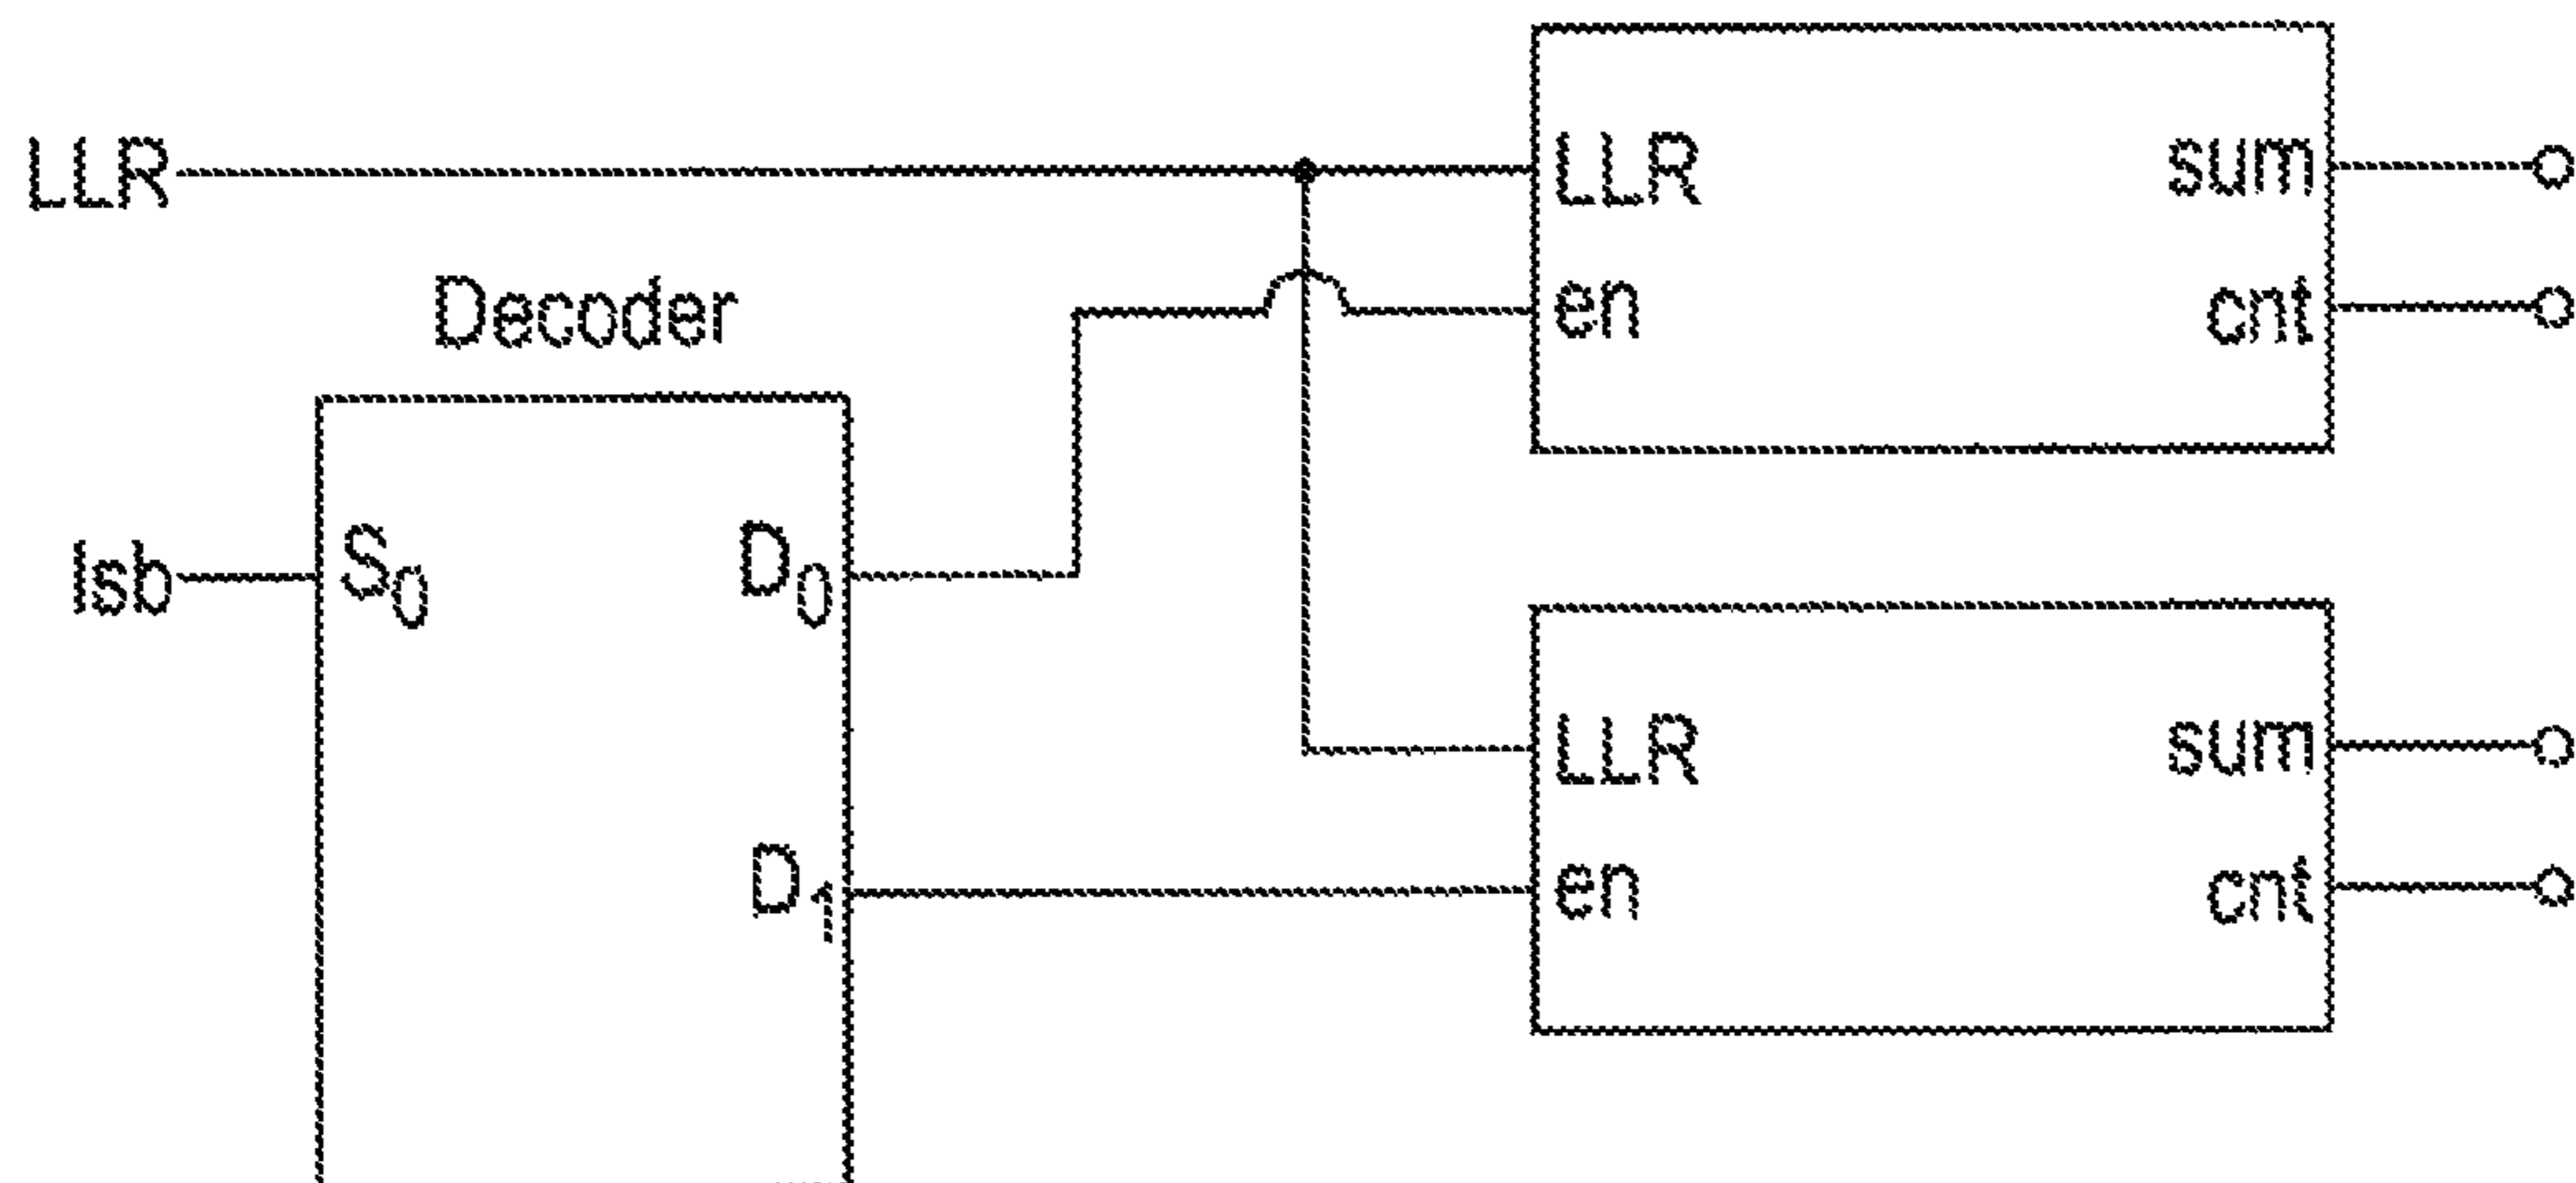 LLR
LLR
sum
Decoder
en
cnt
lsb
S0
D0
LLR
sum
D1
en
cnt